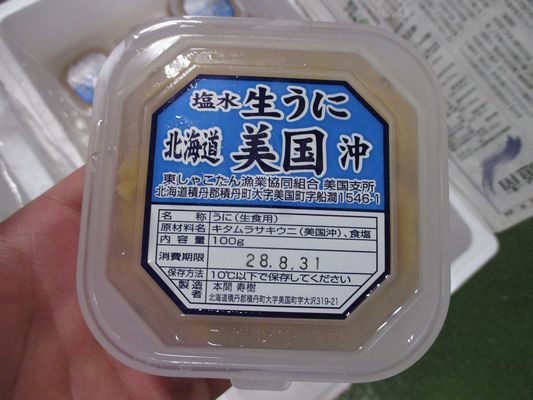 塩水 生うに
北海道 美国 沖
東しゃこたん漁業協同組合 美国支所
北海道積丹郡積丹町大字美国町字船澗1546-1
名称 うに(生食用)
原材料名 キタムラサキウニ(美国沖)、食塩
内容量 100g
消費期限 28.8.31
保存方法 10℃以下で保存してください
製造者 本間 寿樹
北海道積丹郡積丹町大字美国町字大沢319-21